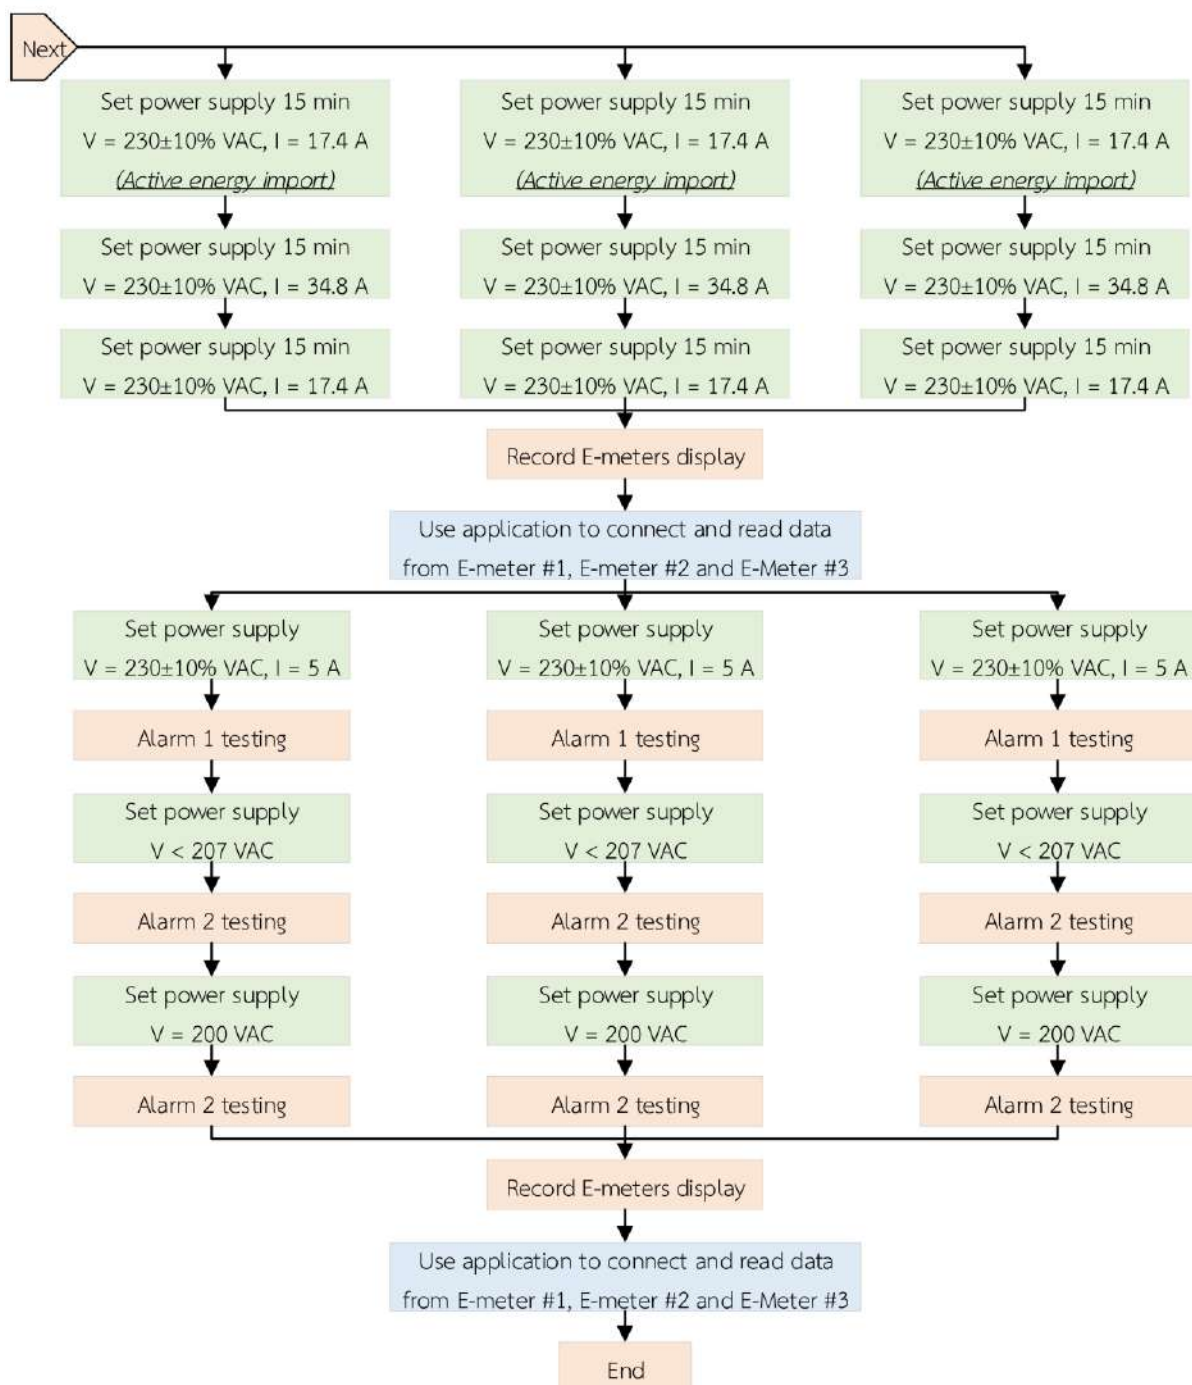 Next
Set power supply 15 min
V = 230±10% VAC, I = 17.4 A
(Active energy import)
Set power supply 15 min
V = 230±10% VAC, I = 17.4 A
(Active energy import)
Set power supply 15 min
V = 230±10% VAC, I = 17.4 A
(Active energy import)
Set power supply 15 min
V = 230±10% VAC, I = 34.8 A
Set power supply 15 min
V = 230±10% VAC, I = 34.8 A
Set power supply 15 min
V = 230±10% VAC, I = 34.8 A
Set power supply 15 min
V = 230±10% VAC, I = 17.4 A
Set power supply 15 min
V = 230±10% VAC, I = 17.4 A
Set power supply 15 min
V = 230±10% VAC, I = 17.4 A
Record E-meters display
Use application to connect and read data
from E-meter #1, E-meter #2 and E-Meter #3
Set power supply
V = 230±10% VAC, I = 5 A
Set power supply
V = 230±10% VAC, I = 5 A
Set power supply
V = 230±10% VAC, I = 5 A
Alarm 1 testing
Alarm 1 testing
Alarm 1 testing
Set power supply
V < 207 VAC
Set power supply
V < 207 VAC
Set power supply
V < 207 VAC
Alarm 2 testing
Alarm 2 testing
Alarm 2 testing
Set power supply
V = 200 VAC
Set power supply
V = 200 VAC
Set power supply
V = 200 VAC
Alarm 2 testing
Alarm 2 testing
Alarm 2 testing
Record E-meters display
Use application to connect and read data
from E-meter #1, E-meter #2 and E-Meter #3
End